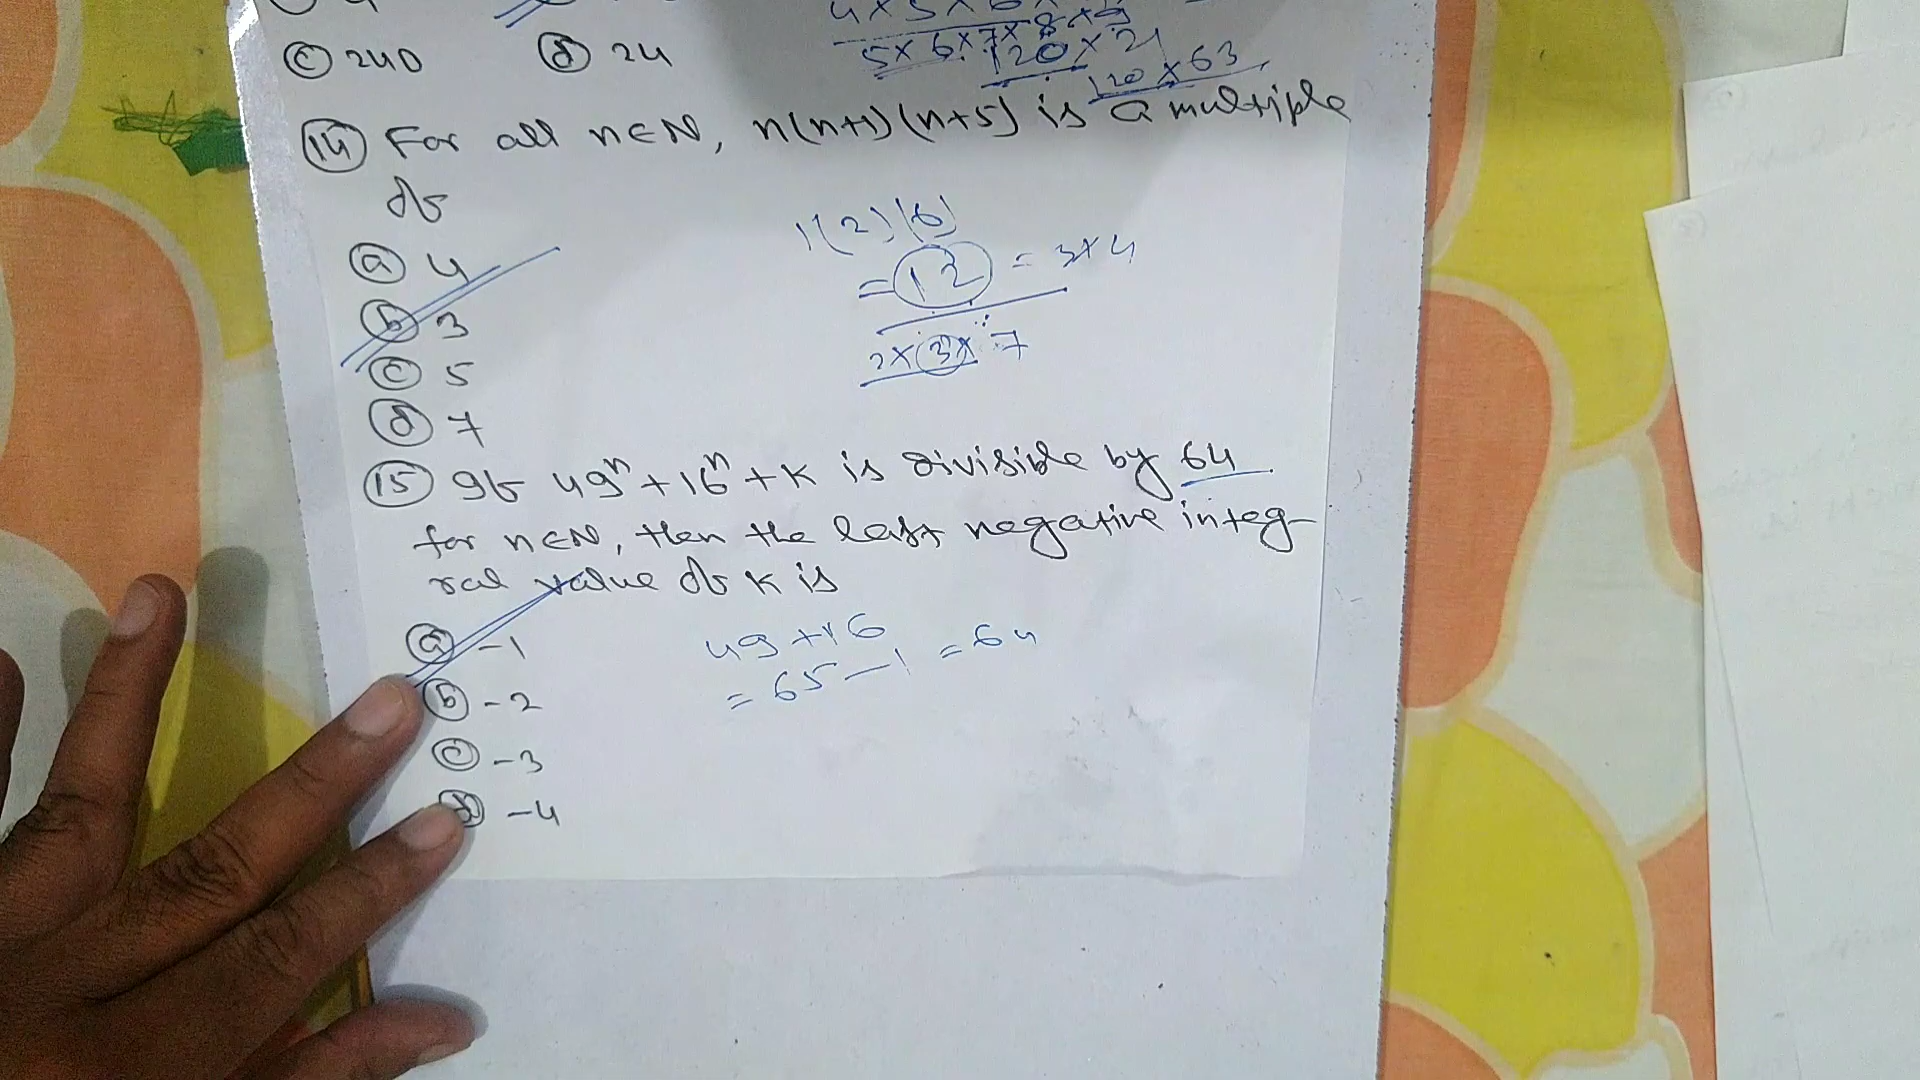 (c) 240 (d) 24
5×6×7×8×9
120×21
120×63
(14) For all n∈N, n(n+1)(n+5) is a multiple
of
1(2)(6)
(a) 4
= 12 = 3×4
(b) 3
2×3×7
(c) 5
(d) 7
(15) If 49ⁿ+16ⁿ+k is divisible by 64
for n∈N, then the last negative integ-
ral value of k is
(a) -1
49+16
= 65-1 = 64
(b) -2
(c) -3
(d) -4